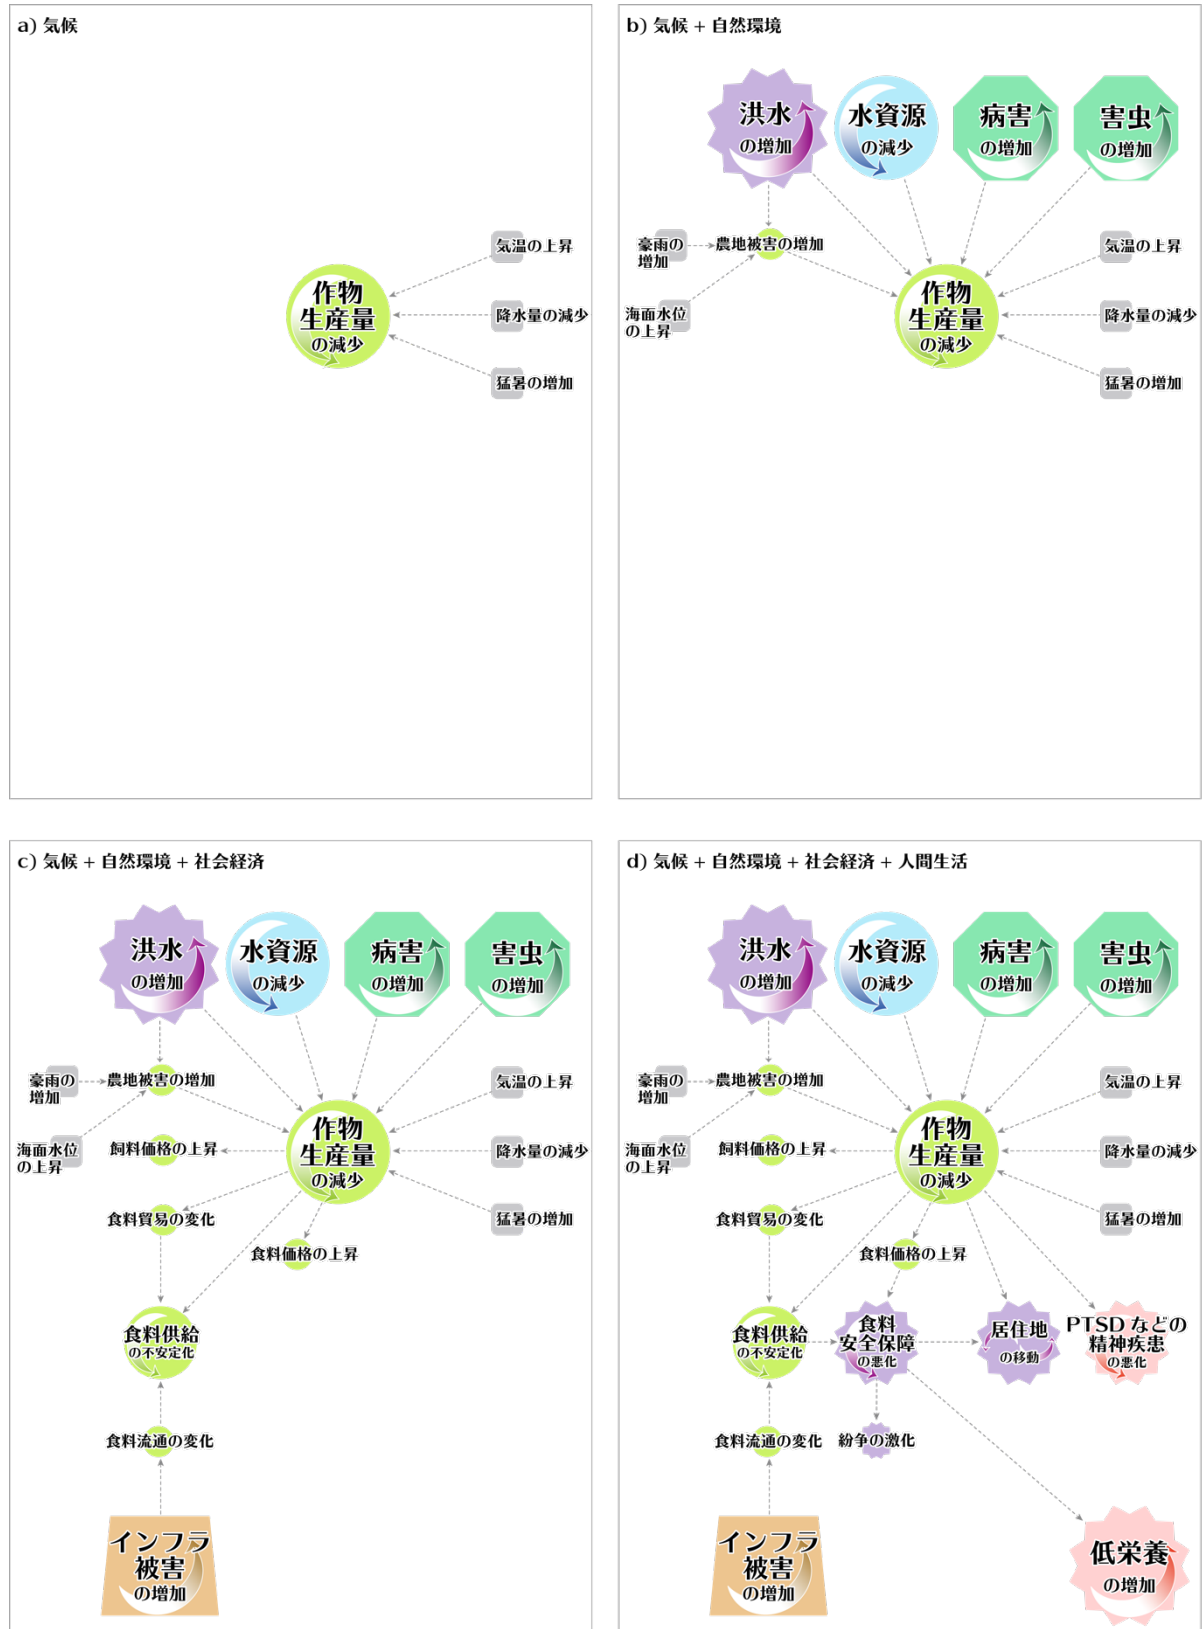 a) 気候
作物
生産量
の減少
気温の上昇
降水量の減少
猛暑の増加
b) 気候 + 自然環境
洪水
の増加
水資源
の減少
病害
の増加
害虫
の増加
豪雨の
増加
農地被害の増加
海面水位
の上昇
作物
生産量
の減少
気温の上昇
降水量の減少
猛暑の増加
c) 気候 + 自然環境 + 社会経済
洪水
の増加
水資源
の減少
病害
の増加
害虫
の増加
豪雨の
増加
農地被害の増加
海面水位
の上昇
飼料価格の上昇
作物
生産量
の減少
気温の上昇
降水量の減少
猛暑の増加
食料貿易の変化
食料価格の上昇
食料供給
の不安定化
食料流通の変化
インフラ
被害
の増加
d) 気候 + 自然環境 + 社会経済 + 人間生活
洪水
の増加
水資源
の減少
病害
の増加
害虫
の増加
豪雨の
増加
農地被害の増加
海面水位
の上昇
飼料価格の上昇
作物
生産量
の減少
気温の上昇
降水量の減少
猛暑の増加
食料貿易の変化
食料価格の上昇
食料供給
の不安定化
食料
安全保障
の悪化
居住地
の移動
PTSD などの
精神疾患
の悪化
食料流通の変化
紛争の激化
インフラ
被害
の増加
低栄養
の増加